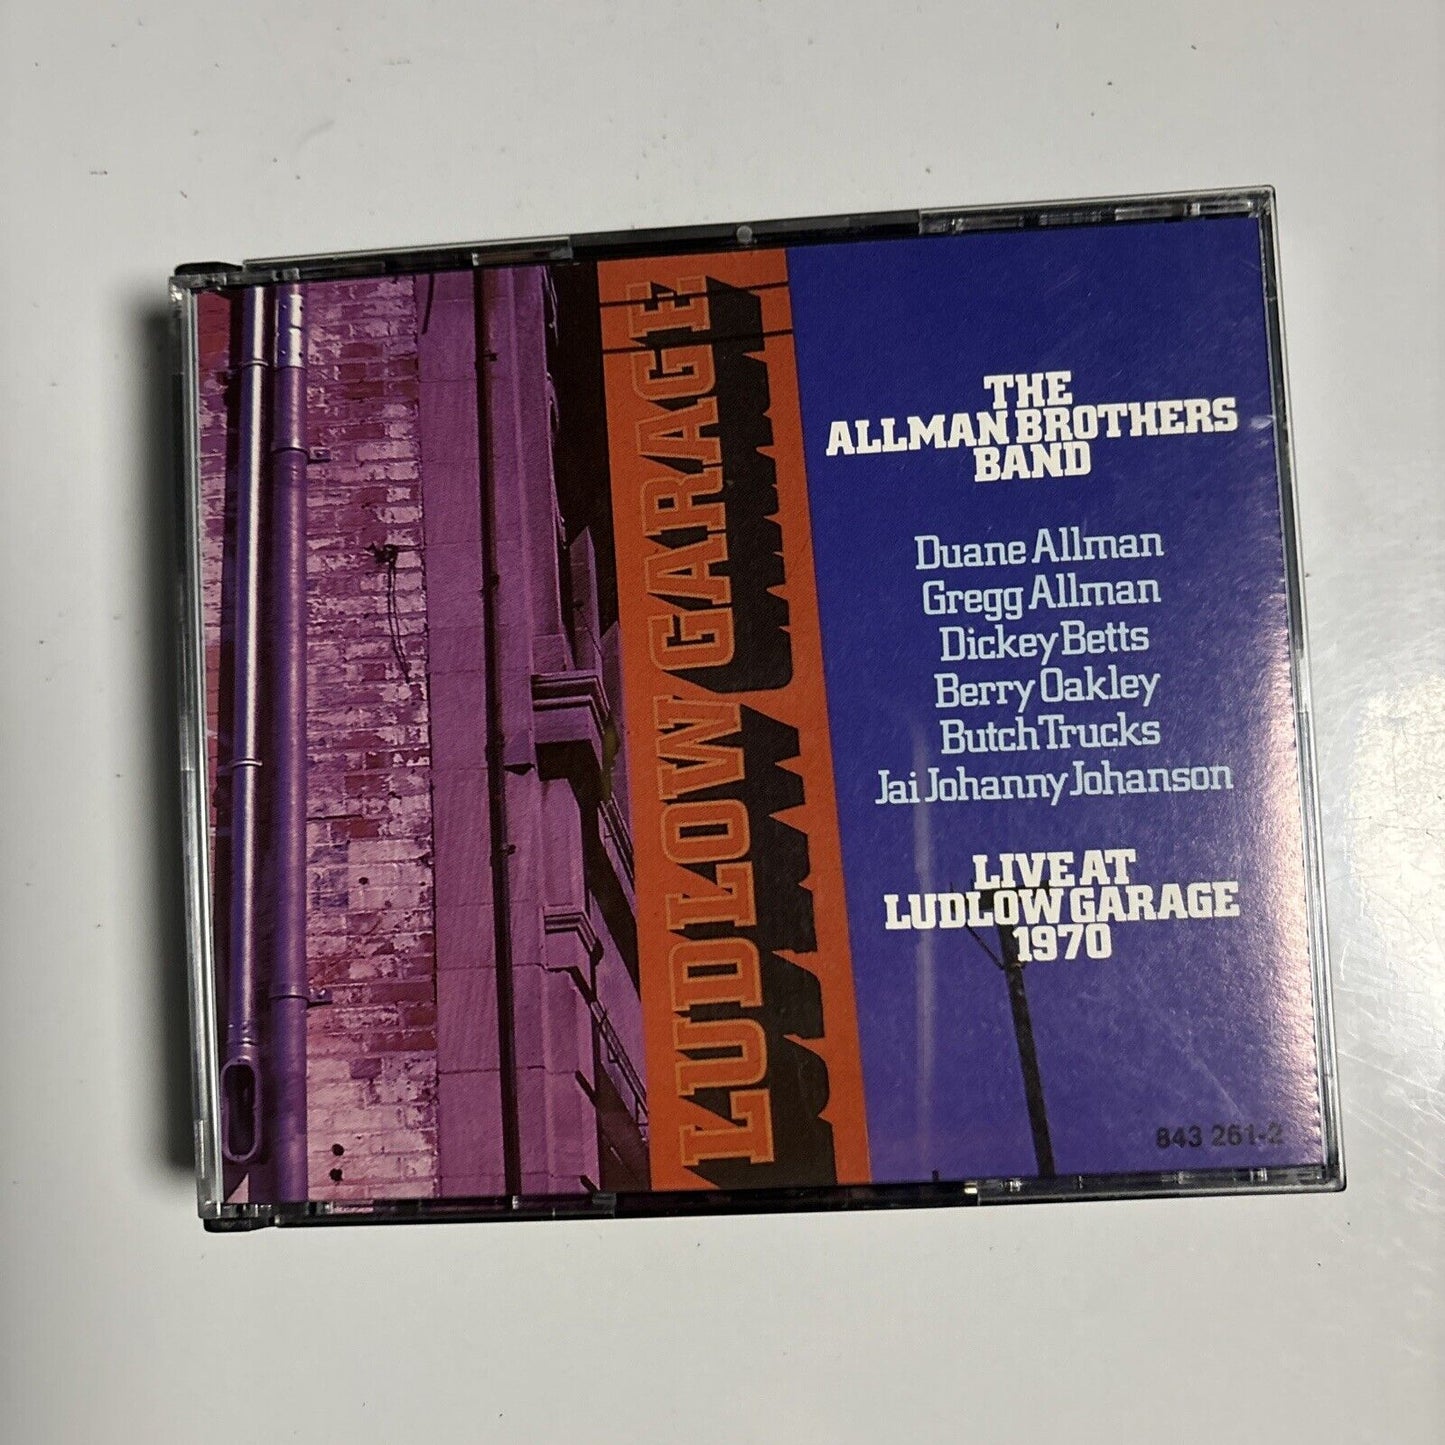 LUDLOW GARAGE
THE
ALLMAN BROTHERS
BAND
Duane Allman
Gregg Allman
Dickey Betts
Berry Oakley
Butch Trucks
Jai Johanny Johanson
LIVE AT
LUDLOW GARAGE
1970
843 261-2